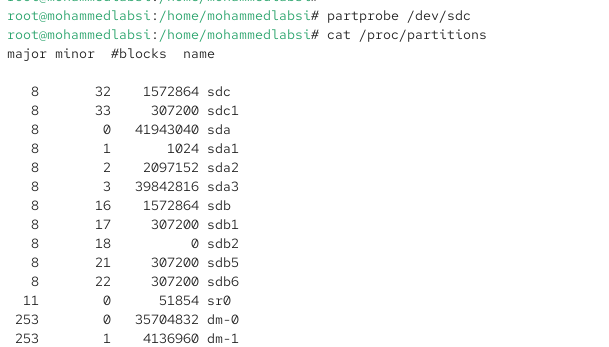 root@mohammedlabsi:/home/mohammedlabsi#
root@mohammedlabsi:/home/mohammedlabsi# partprobe /dev/sdc
root@mohammedlabsi:/home/mohammedlabsi# cat /proc/partitions
major minor  #blocks  name

   8       32    1572864 sdc
   8       33     307200 sdc1
   8        0   41943040 sda
   8        1       1024 sda1
   8        2    2097152 sda2
   8        3   39842816 sda3
   8       16    1572864 sdb
   8       17     307200 sdb1
   8       18          0 sdb2
   8       21     307200 sdb5
   8       22     307200 sdb6
  11        0      51854 sr0
 253        0   35704832 dm-0
 253        1    4136960 dm-1